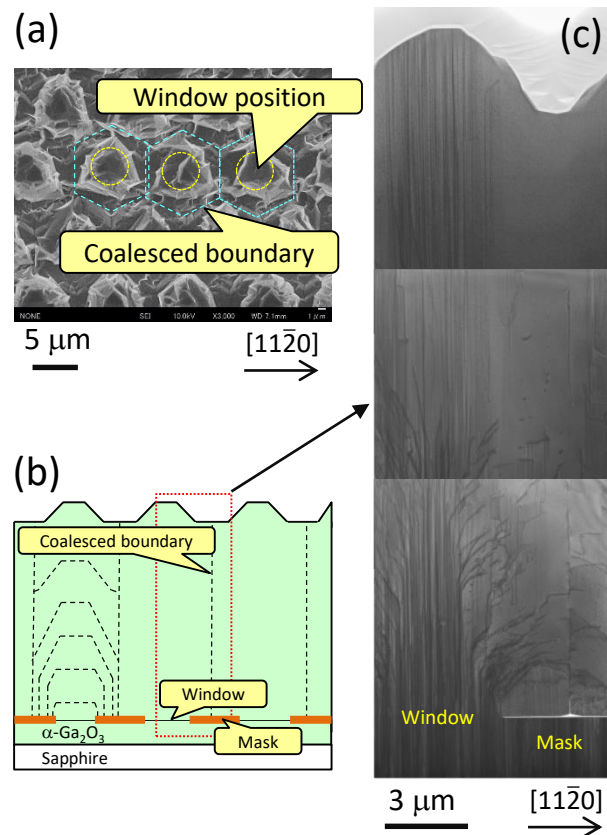 (a)
Window position
Coalesced boundary
NONE SEI 10.0kV X3,000 WD 7.1mm 1μm
5 μm
[112̅0]
(b)
Coalesced boundary
Window
α-Ga₂O₃
Mask
Sapphire
(c)
Window
Mask
3 μm
[112̅0]